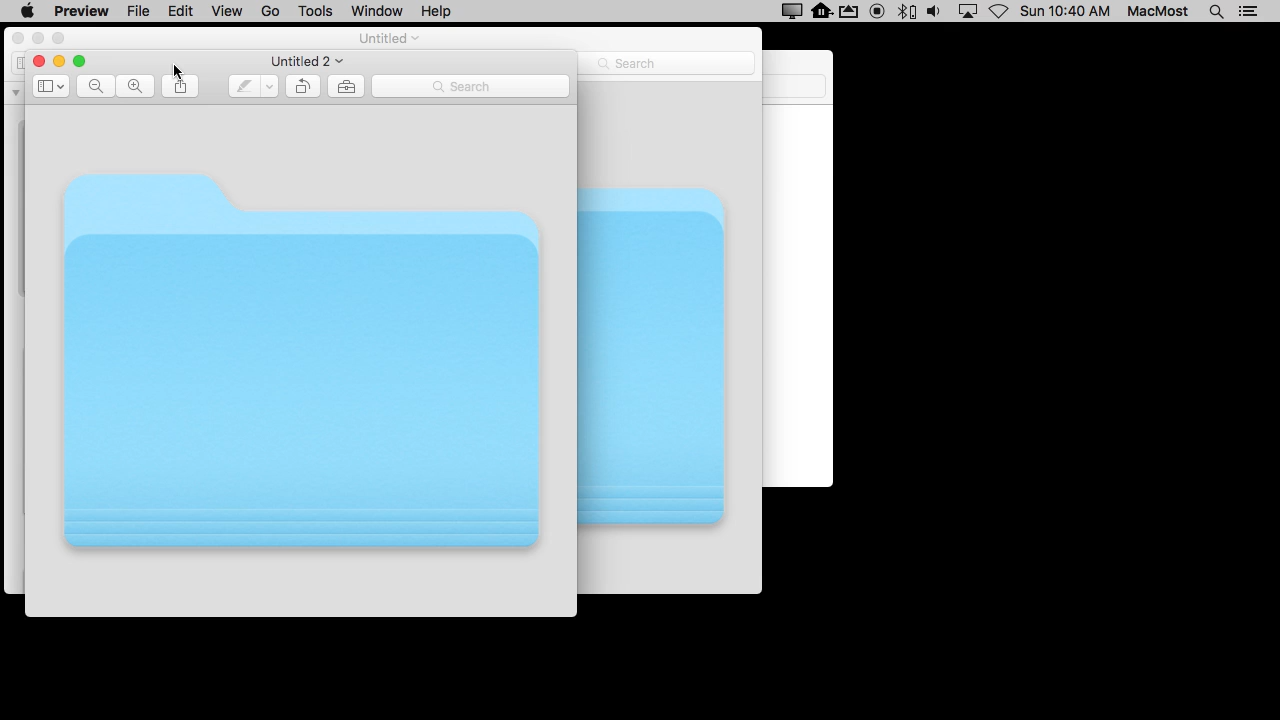 Preview File Edit View Go Tools Window Help Sun 10:40 AM MacMost
Untitled
Untitled 2
Search
Search